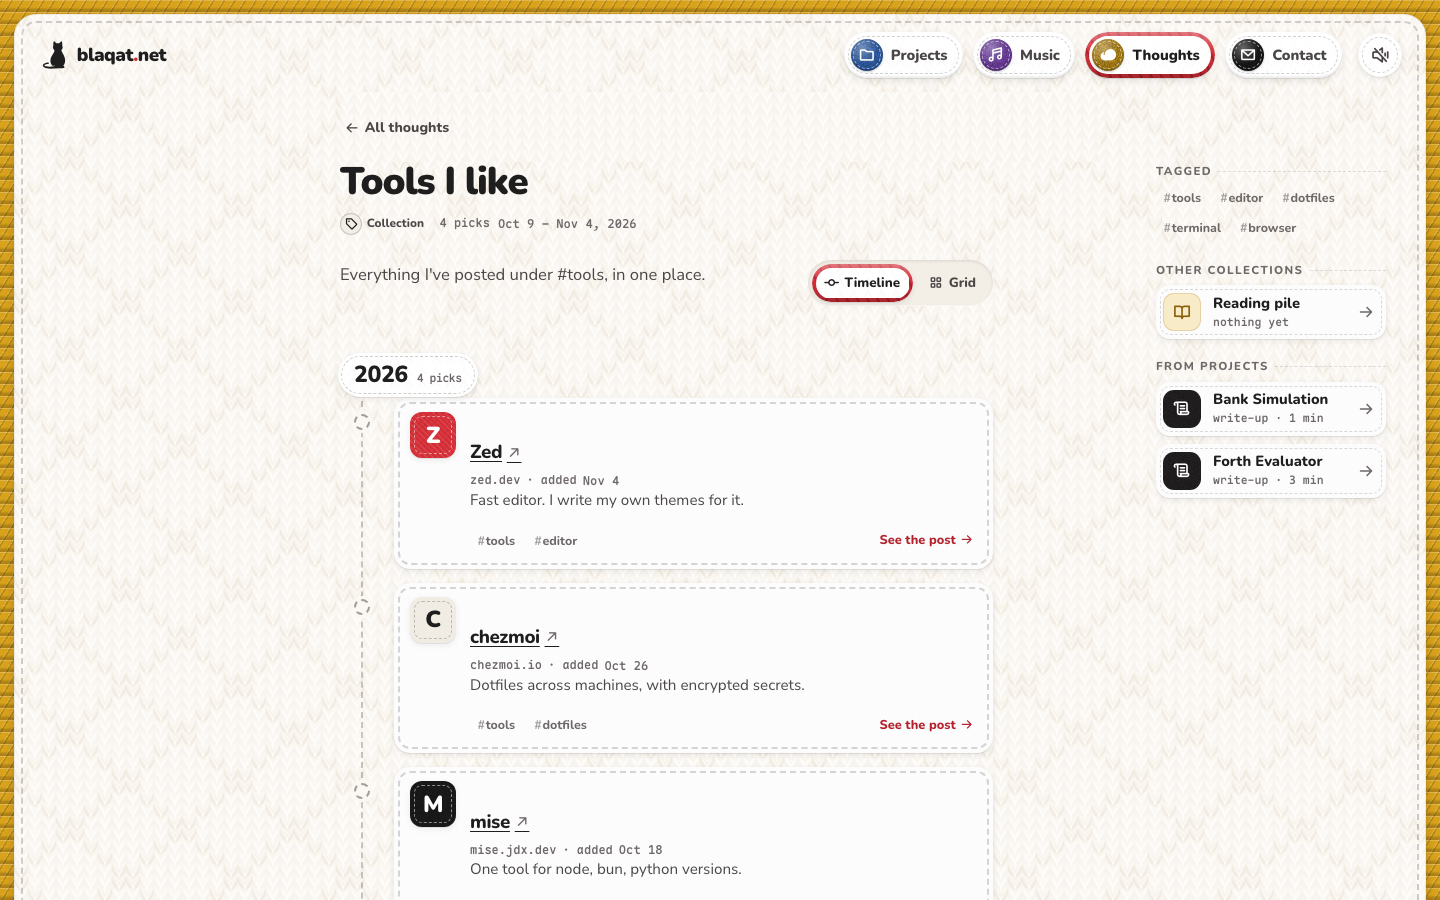 blaqat.net
Projects
Music
Thoughts
Contact
← All thoughts
Tools I like
Collection 4 picks Oct 9 – Nov 4, 2026
Everything I've posted under #tools, in one place.
Timeline
Grid
2026 4 picks
Z
Zed ↗
zed.dev · added Nov 4
Fast editor. I write my own themes for it.
#tools #editor
See the post →
C
chezmoi ↗
chezmoi.io · added Oct 26
Dotfiles across machines, with encrypted secrets.
#tools #dotfiles
See the post →
M
mise ↗
mise.jdx.dev · added Oct 18
One tool for node, bun, python versions.
TAGGED
#tools #editor #dotfiles
#terminal #browser
OTHER COLLECTIONS
Reading pile
nothing yet
→
FROM PROJECTS
Bank Simulation
write-up · 1 min
→
Forth Evaluator
write-up · 3 min
→